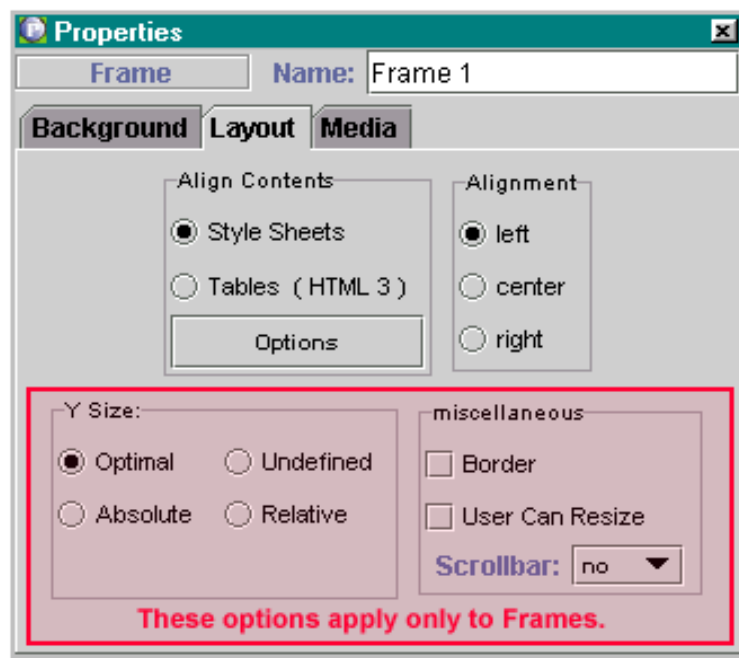 Properties
Frame Name: Frame 1
Background Layout Media
Align Contents Alignment
Style Sheets left
Tables ( HTML 3 ) center
Options right
Y Size: miscellaneous
Optimal Undefined Border
Absolute Relative User Can Resize
Scrollbar: no
These options apply only to Frames.